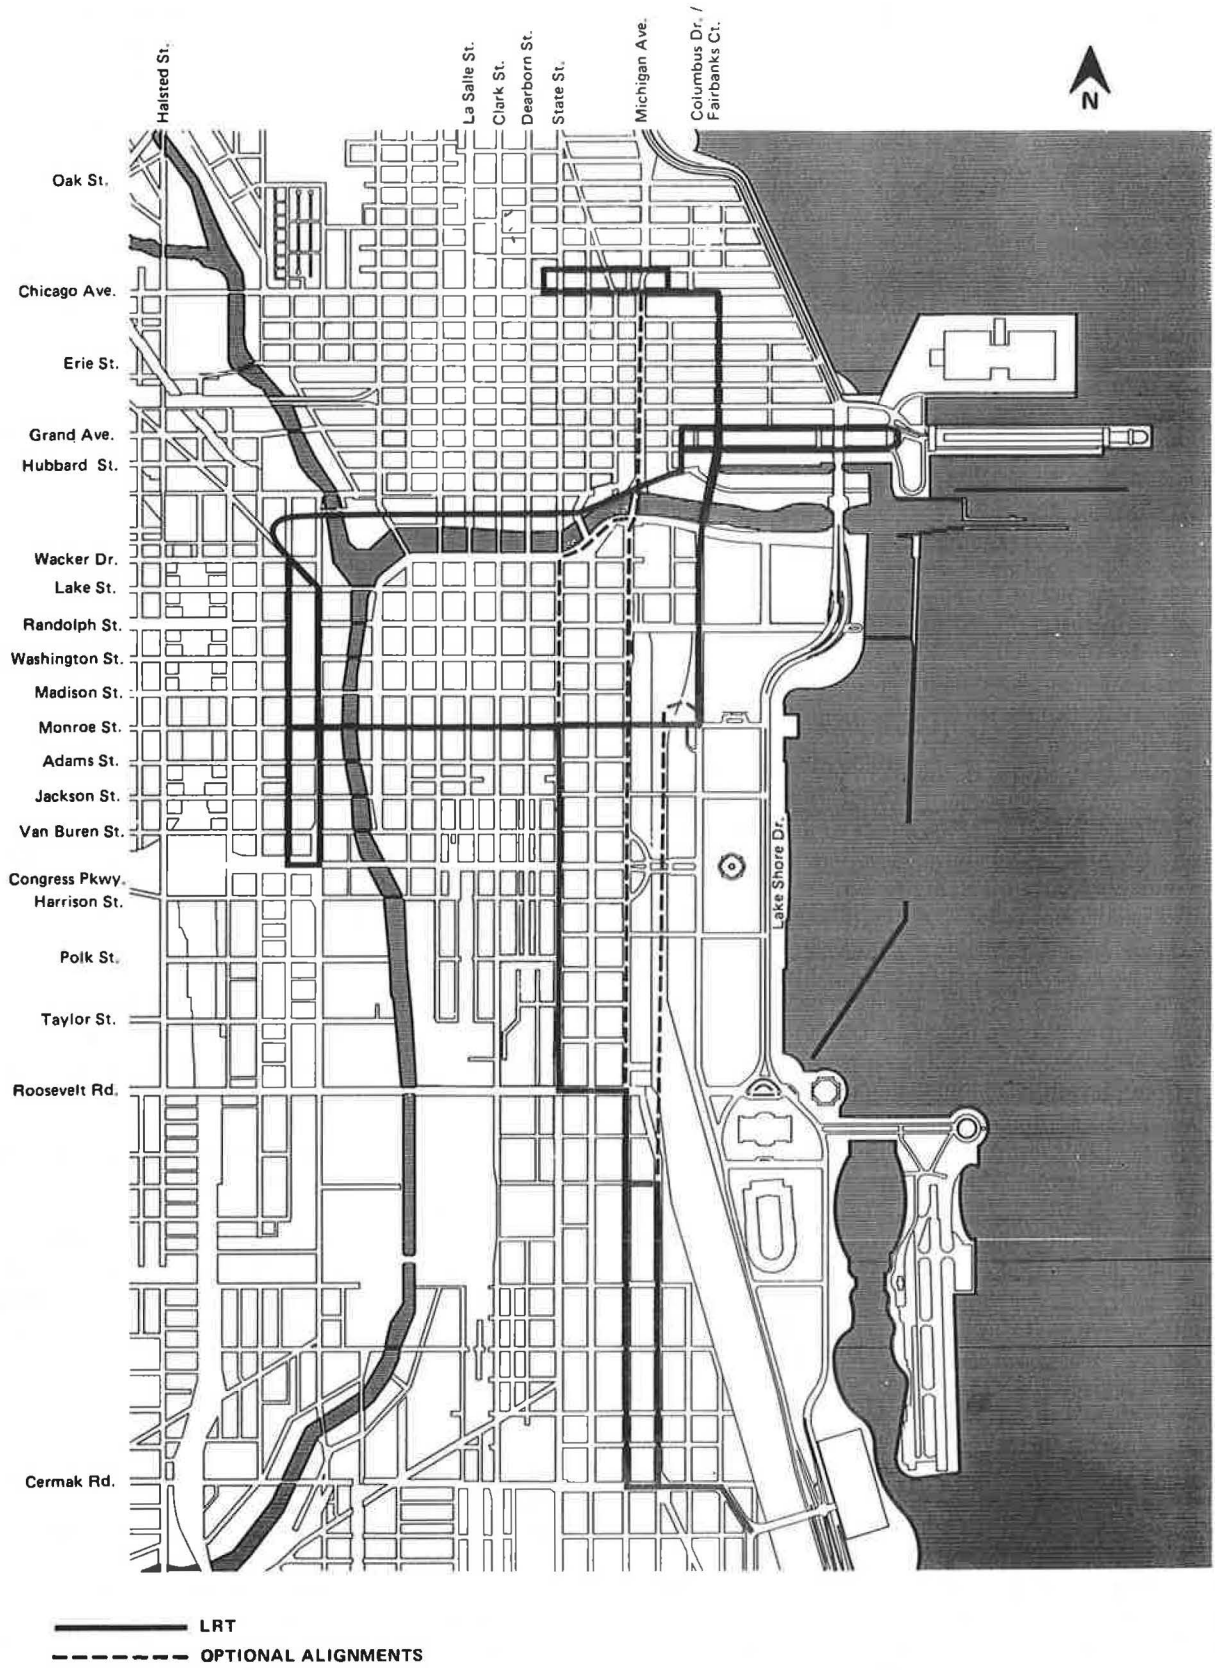 Halsted St.
La Salle St.
Clark St.
Dearborn St.
State St.
Michigan Ave.
Columbus Dr. /
Fairbanks Ct.
N
Oak St.
Chicago Ave.
Erie St.
Grand Ave.
Hubbard St.
Wacker Dr.
Lake St.
Randolph St.
Washington St.
Madison St.
Monroe St.
Adams St.
Jackson St.
Van Buren St.
Congress Pkwy.
Harrison St.
Lake Shore Dr.
Polk St.
Taylor St.
Roosevelt Rd.
Cermak Rd.
LRT
OPTIONAL ALIGNMENTS